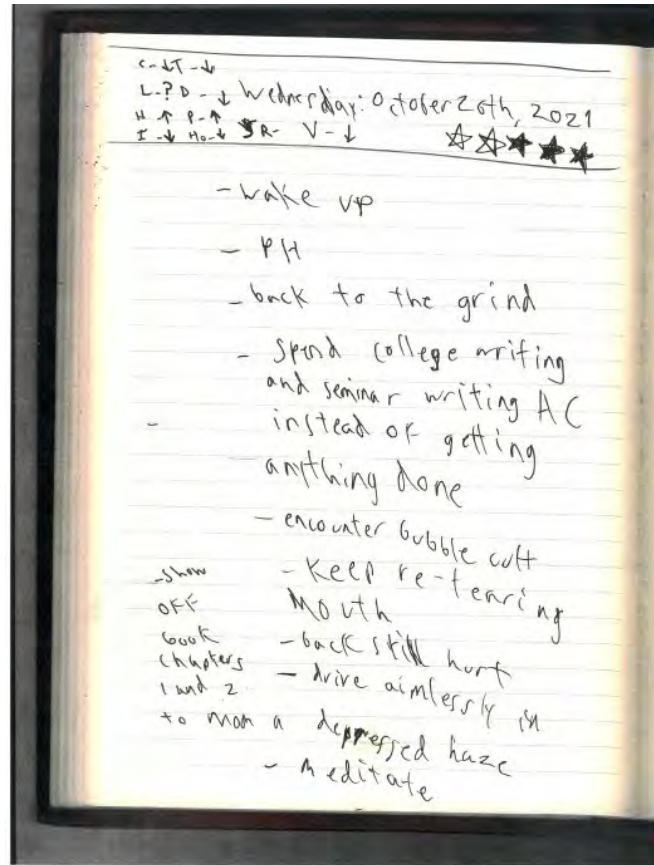 C-↓T-↓
L-? D-↓ Wednesday: October 20th, 2021
H-↑ P-↑
I-↓ Ho-↓ SR- V-↓ ☆☆★★★
- wake up
- PH
- back to the grind
- spend college writing
and seminar writing AC
instead of getting
anything done
- encounter bubble cult
- Keep re-tearing
Mouth
- back still hurt
- drive aimlessly in
a depressed haze
- meditate
- show
OFF
book
chapters
1 and 2
to mom